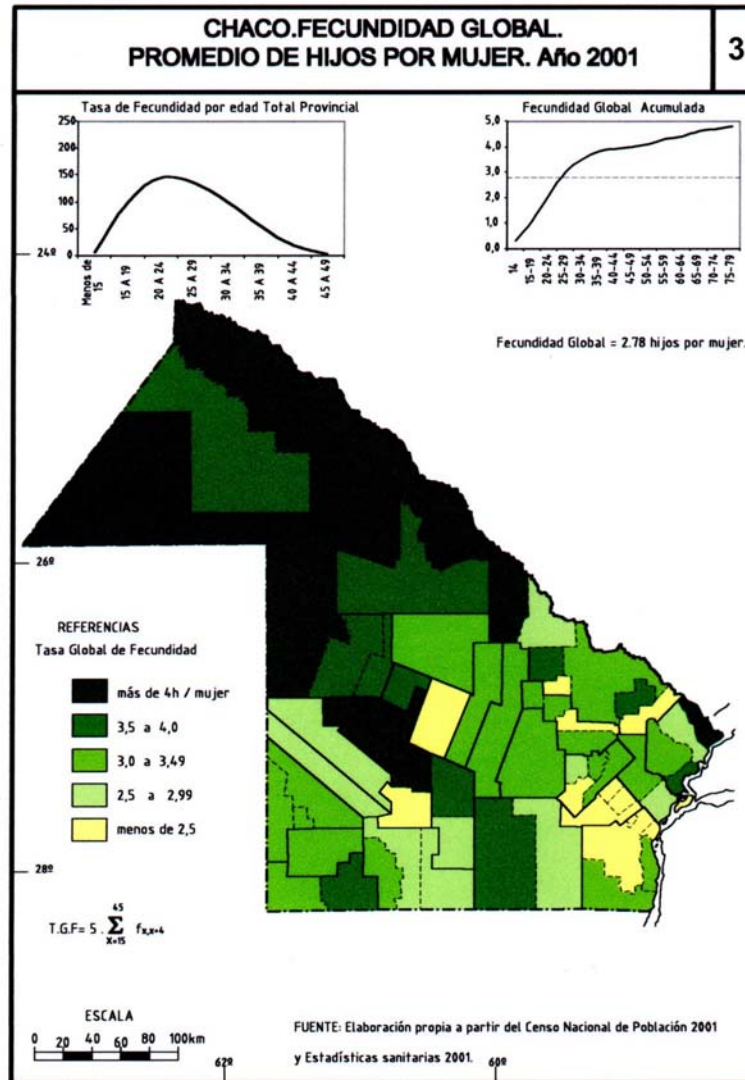 CHACO.FECUNDIDAD GLOBAL.
PROMEDIO DE HIJOS POR MUJER. Año 2001
3
Tasa de Fecundidad por edad Total Provincial
250
200
150
100
50
0
Menos de 15
15 A 19
20 A 24
25 A 29
30 A 34
35 A 39
40 A 44
45 A 49
Fecundidad Global Acumulada
5,0
4,0
3,0
2,0
1,0
0,0
14
15-19
20-24
25-29
30-34
35-39
40-44
45-49
50-54
55-59
60-64
65-69
70-74
75-79
Fecundidad Global = 2.78 hijos por mujer.
24º
26º
28º
REFERENCIAS
Tasa Global de Fecundidad
más de 4h / mujer
3,5 a 4,0
3,0 a 3,49
2,5 a 2,99
menos de 2,5
45
T.G.F= 5 . Σ f x,x=4
X=15
ESCALA
0 20 40 60 80 100km
FUENTE: Elaboración propia a partir del Censo Nacional de Población 2001
y Estadísticas sanitarias 2001.
62º
60º